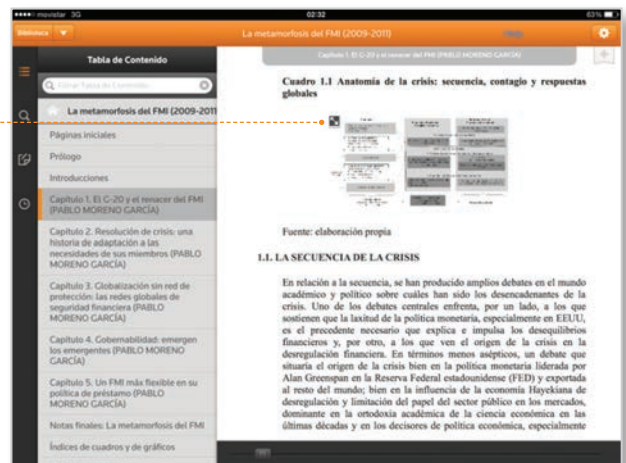 movistar 3G 02:32 63%
Biblioteca La metamorfosis del FMI (2009-2011)
Tabla de Contenido
Filtrar Tabla de Contenido
La metamorfosis del FMI (2009-2011
Páginas iniciales
Prólogo
Introducciones
Capítulo 1. El G-20 y el renacer del FMI
(PABLO MORENO GARCÍA)
Capítulo 2. Resolución de crisis: una
historia de adaptación a las
necesidades de sus miembros (PABLO
MORENO GARCÍA)
Capítulo 3. Globalización sin red de
protección: las redes globales de
seguridad financiera (PABLO
MORENO GARCÍA)
Capítulo 4. Gobernabilidad: emergen
los emergentes (PABLO MORENO
GARCÍA)
Capítulo 5. Un FMI máx flexible en su
política de préstamo (PABLO
MORENO GARCÍA)
Notas finales: La metamorfosis del FMI
Índices de cuadros y de gráficos
Capítulo 1. El G-20 y el renacer del FMI (PABLO MORENO GARCÍA)
Cuadro 1.1 Anatomía de la crisis: secuencia, contagio y respuestas
globales
Fuente: elaboración propia
1.1. LA SECUENCIA DE LA CRISIS
En relación a la secuencia, se han producido amplios debates en el mundo
académico y político sobre cuáles han sido los desencadenantes de la
crisis. Uno de los debates centrales enfrenta, por un lado, a los que
sostienen que la laxitud de la política monetaria, especialmente en EEUU,
es el precedente necesario que explica e impulsa los desequilibrios
financieros y, por otro, a los que ven el origen de la crisis en la
desregulación financiera. En términos menos asépticos, un debate que
situaría el origen de la crisis bien en la política monetaria liderada por
Alan Greenspan en la Reserva Federal estadounidense (FED) y exportada
al resto del mundo; bien en la influencia de la economía Hayekiana de
desregulación y limitación del papel del sector público en los mercados,
dominante en la ortodoxia académica de la ciencia económica en las
últimas décadas y en los decisores de política económica, especialmente